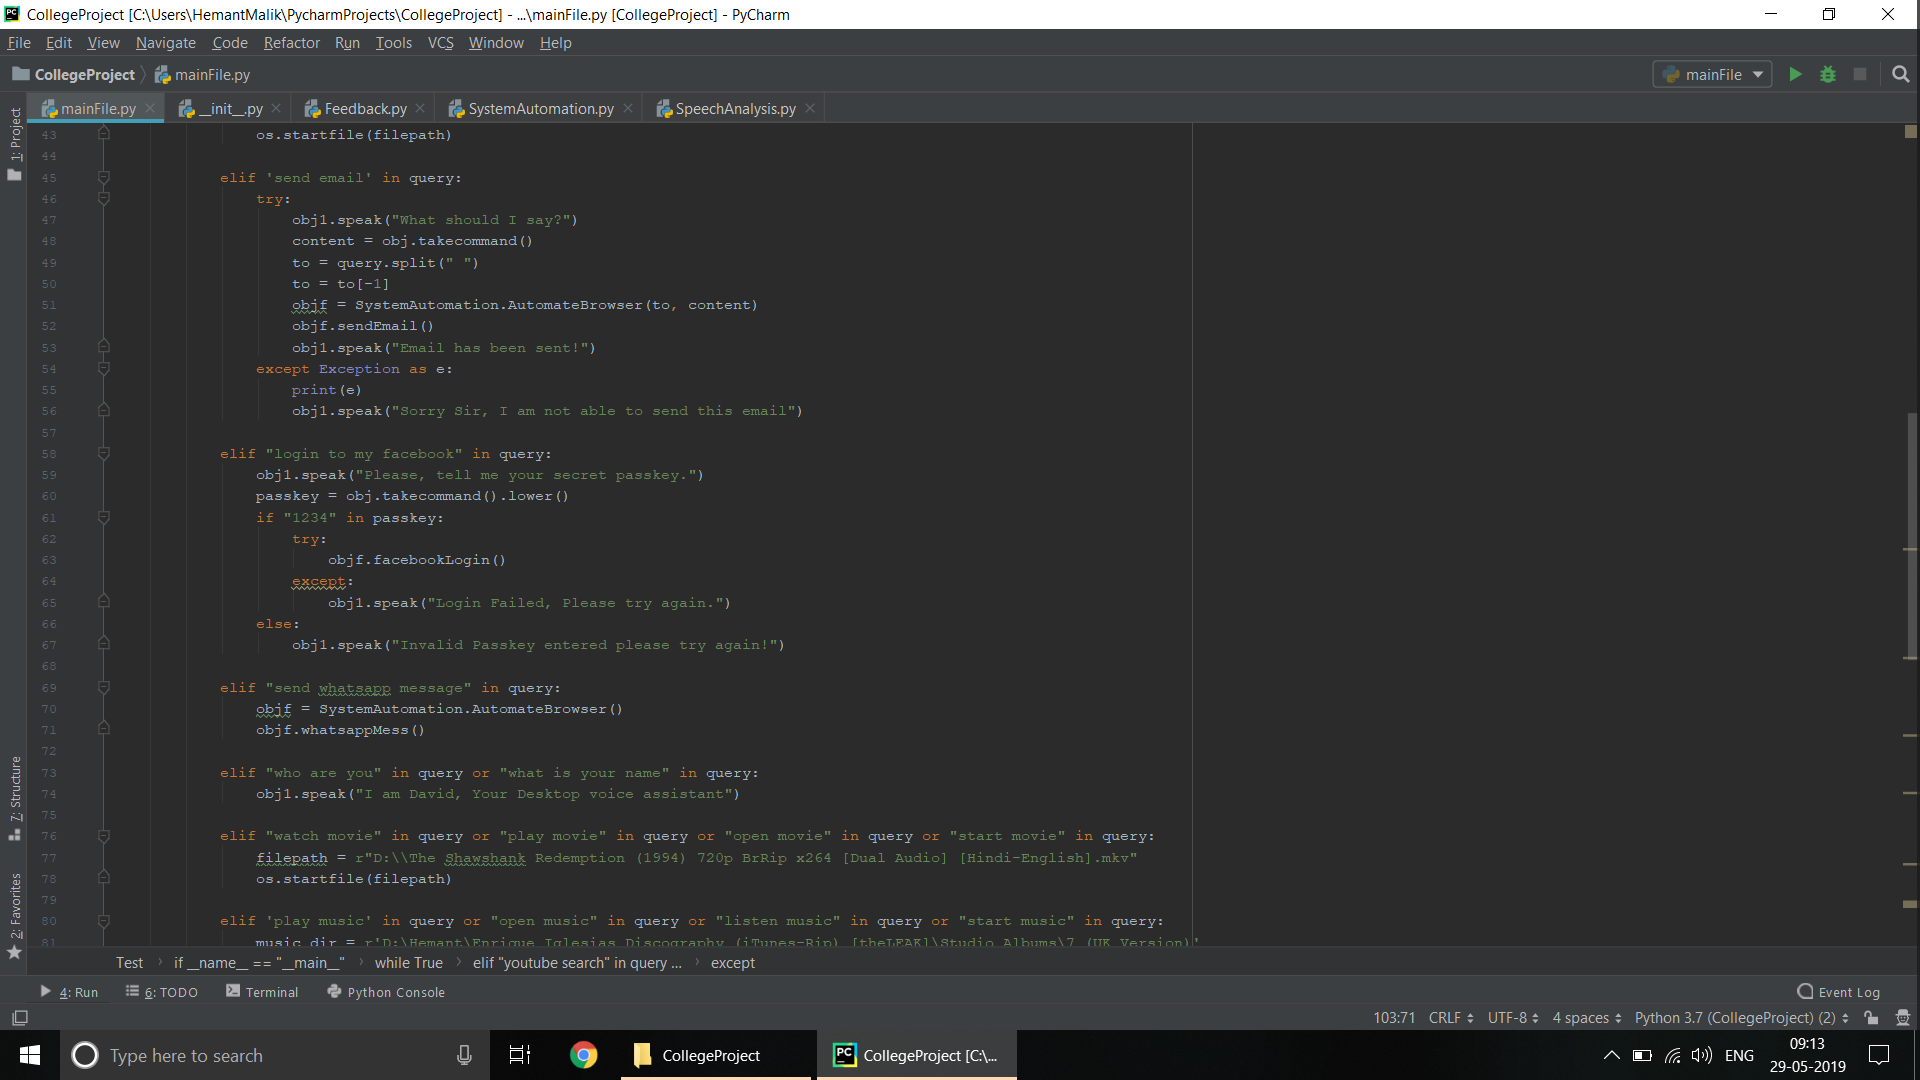 CollegeProject [C:\Users\HemantMalik\PycharmProjects\CollegeProject] - ...\mainFile.py [CollegeProject] - PyCharm
File Edit View Navigate Code Refactor Run Tools VCS Window Help
CollegeProject mainFile.py mainFile
mainFile.py __init__.py Feedback.py SystemAutomation.py SpeechAnalysis.py
1: Project
7: Structure
2: Favorites
43 os.startfile(filepath)
44
45 elif 'send email' in query:
46 try:
47 obj1.speak("What should I say?")
48 content = obj.takecommand()
49 to = query.split(" ")
50 to = to[-1]
51 objf = SystemAutomation.AutomateBrowser(to, content)
52 objf.sendEmail()
53 obj1.speak("Email has been sent!")
54 except Exception as e:
55 print(e)
56 obj1.speak("Sorry Sir, I am not able to send this email")
57
58 elif "login to my facebook" in query:
59 obj1.speak("Please, tell me your secret passkey.")
60 passkey = obj.takecommand().lower()
61 if "1234" in passkey:
62 try:
63 objf.facebookLogin()
64 except:
65 obj1.speak("Login Failed, Please try again.")
66 else:
67 obj1.speak("Invalid Passkey entered please try again!")
68
69 elif "send whatsapp message" in query:
70 objf = SystemAutomation.AutomateBrowser()
71 objf.whatsappMess()
72
73 elif "who are you" in query or "what is your name" in query:
74 obj1.speak("I am David, Your Desktop voice assistant")
75
76 elif "watch movie" in query or "play movie" in query or "open movie" in query or "start movie" in query:
77 filepath = r"D:\\The Shawshank Redemption (1994) 720p BrRip x264 [Dual Audio] [Hindi-English].mkv"
78 os.startfile(filepath)
79
80 elif 'play music' in query or "open music" in query or "listen music" in query or "start music" in query:
81 music_dir = r'D:\Hemant\Enrique Iglesias Discography (iTunes-Rip) [theLEAK]\Studio Albums\7 (UK Version)'
Test if __name__ == "__main__" while True elif "youtube search" in query ... except
4: Run 6: TODO Terminal Python Console Event Log
103:71 CRLF UTF-8 4 spaces Python 3.7 (CollegeProject) (2)
Type here to search CollegeProject CollegeProject [C:\... ENG 09:13
29-05-2019